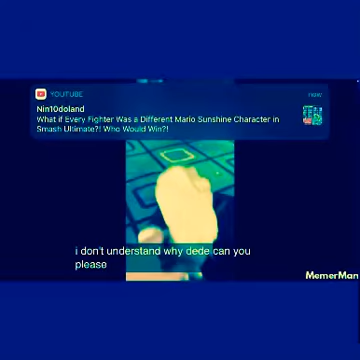 YOUTUBE
now
Nin10doland
What if Every Fighter Was a Different Mario Sunshine Character in
Smash Ultimate?! Who Would Win?!
i don't understand why dede can you
please
MemerMan